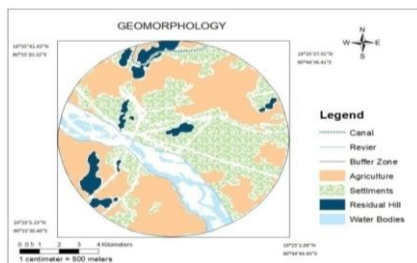 GEOMORPHOLOGY
N
W E
S
Legend
Canal
Revier
Buffer Zone
Agriculture
Settlments
Residual Hill
Water Bodies
0 0.5 1 2 3 4 Kilometers
1 centimeter = 500 meters